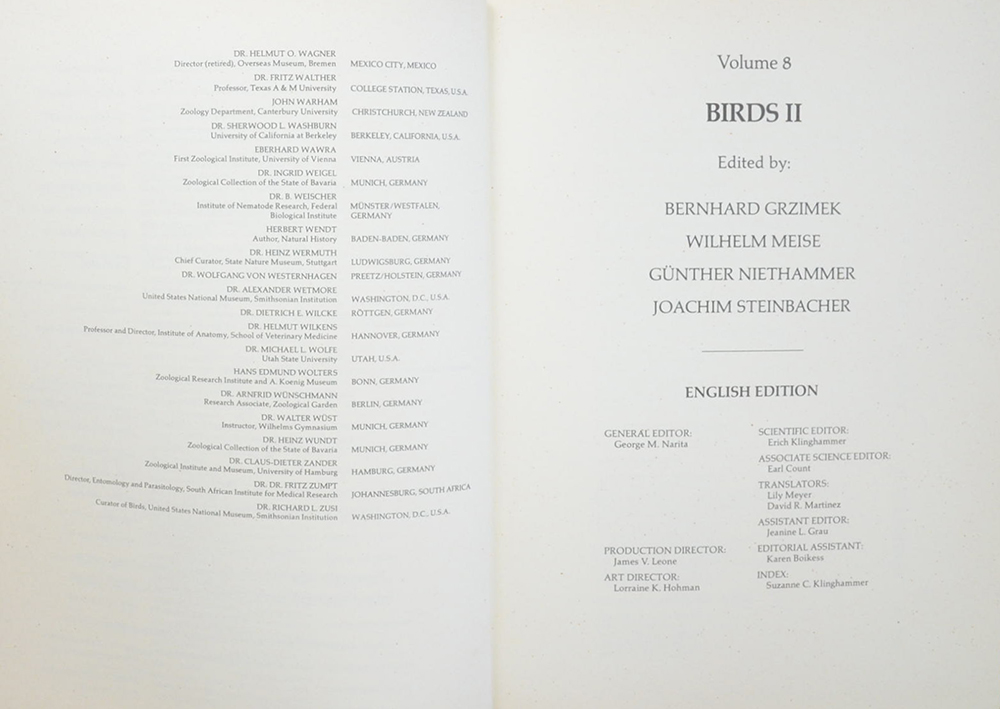 DR. HELMUT O. WAGNER
Director (retired), Overseas Museum, Bremen MEXICO CITY, MEXICO
DR. FRITZ WALTHER
Professor, Texas A & M University COLLEGE STATION, TEXAS, U.S.A.
JOHN WARHAM
Zoology Department, Canterbury University CHRISTCHURCH, NEW ZEALAND
DR. SHERWOOD L. WASHBURN
University of California at Berkeley BERKELEY, CALIFORNIA, U.S.A.
EBERHARD WAWRA
First Zoological Institute, University of Vienna VIENNA, AUSTRIA
DR. INGRID WEIGEL
Zoological Collection of the State of Bavaria MUNICH, GERMANY
DR. B. WEISCHER
Institute of Nematode Research, Federal MÜNSTER/WESTFALEN,
Biological Institute GERMANY
HERBERT WENDT
Author, Natural History BADEN-BADEN, GERMANY
DR. HEINZ WERMUTH
Chief Curator, State Nature Museum, Stuttgart LUDWIGSBURG, GERMANY
DR. WOLFGANG VON WESTERNHAGEN PREETZ/HOLSTEIN, GERMANY
DR. ALEXANDER WETMORE
United States National Museum, Smithsonian Institution WASHINGTON, D.C., U.S.A.
DR. DIETRICH E. WILCKE RÖTTGEN, GERMANY
DR. HELMUT WILKENS
Professor and Director, Institute of Anatomy, School of Veterinary Medicine HANNOVER, GERMANY
DR. MICHAEL L. WOLFE
Utah State University UTAH, U.S.A.
HANS EDMUND WOLTERS
Zoological Research Institute and A. Koenig Museum BONN, GERMANY
DR. ARNFRID WÜNSCHMANN
Research Associate, Zoological Garden BERLIN, GERMANY
DR. WALTER WÜST
Instructor, Wilhelms Gymnasium MUNICH, GERMANY
DR. HEINZ WUNDT
Zoological Collection of the State of Bavaria MUNICH, GERMANY
DR. CLAUS-DIETER ZANDER
Zoological Institute and Museum, University of Hamburg HAMBURG, GERMANY
DR. DR. FRITZ ZUMPT
Director, Entomology and Parasitology, South African Institute for Medical Research JOHANNESBURG, SOUTH AFRICA
DR. RICHARD L. ZUSI
Curator of Birds, United States National Museum, Smithsonian Institution WASHINGTON, D.C., U.S.A.
Volume 8
BIRDS II
Edited by:
BERNHARD GRZIMEK
WILHELM MEISE
GÜNTHER NIETHAMMER
JOACHIM STEINBACHER
ENGLISH EDITION
GENERAL EDITOR:
George M. Narita
PRODUCTION DIRECTOR:
James V. Leone
ART DIRECTOR:
Lorraine K. Hohman
SCIENTIFIC EDITOR:
Erich Klinghammer
ASSOCIATE SCIENCE EDITOR:
Earl Count
TRANSLATORS:
Lily Meyer
David R. Martinez
ASSISTANT EDITOR:
Jeanine L. Grau
EDITORIAL ASSISTANT:
Karen Boikess
INDEX:
Suzanne C. Klinghammer